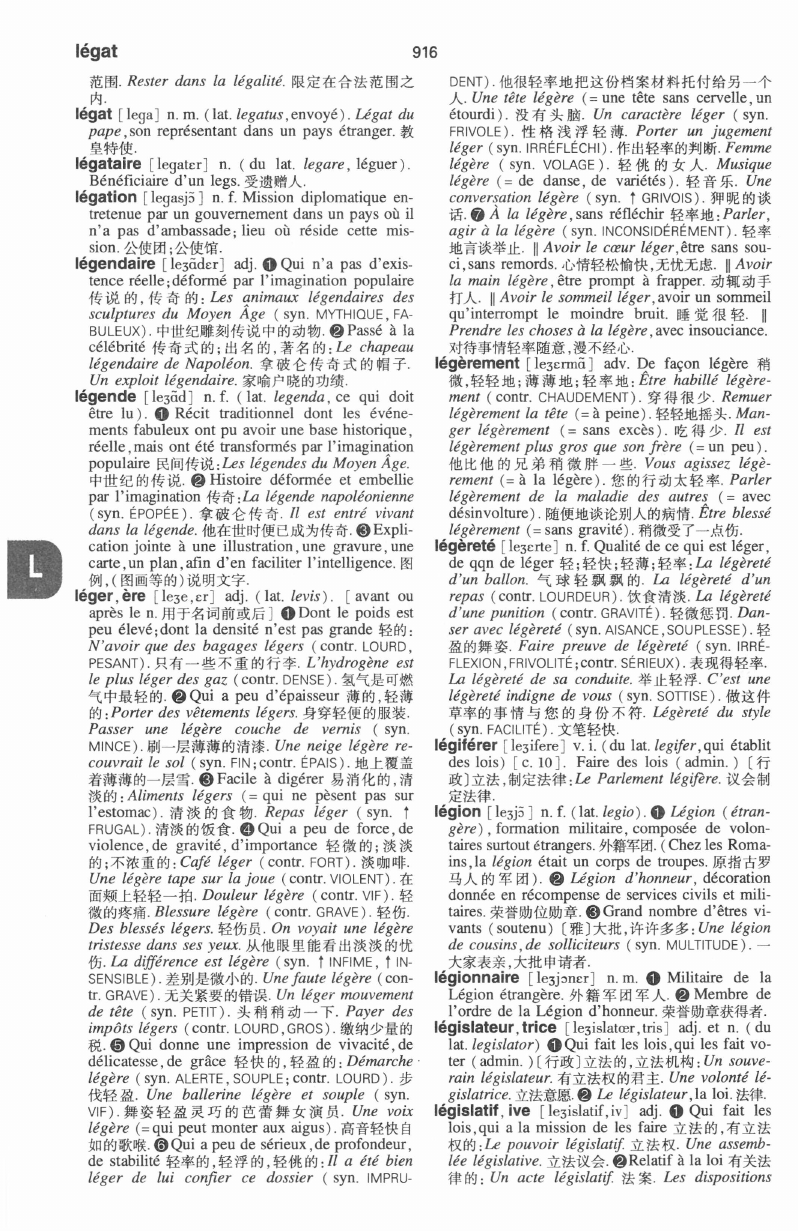 légat
916
范围. Rester dans la légalité. 限定在合法范围之
内.
légat [lega] n. m. (lat. legatus, envoyé). Légat du
pape, son représentant dans un pays étranger. 教
皇特使.
légataire [legatɛr] n. (du lat. legare, léguer).
Bénéficiaire d'un legs. 受遗赠人.
légation [legasjɔ̃] n. f. Mission diplomatique en-
tretenue par un gouvernement dans un pays où il
n'a pas d'ambassade; lieu où réside cette mis-
sion. 公使团;公使馆.
légendaire [leʒɑ̃dɛr] adj. ❶ Qui n'a pas d'exis-
tence réelle; déformé par l'imagination populaire
传说的, 传奇的: Les animaux légendaires des
sculptures du Moyen Âge (syn. MYTHIQUE, FA-
BULEUX). 中世纪雕刻传说中的动物. ❷ Passé à la
célébrité 传奇式的;出名的,著名的: Le chapeau
légendaire de Napoléon. 拿破仑传奇式的帽子.
Un exploit légendaire. 家喻户晓的功绩.
légende [leʒɑ̃d] n. f. (lat. legenda, ce qui doit
être lu). ❶ Récit traditionnel dont les événe-
ments fabuleux ont pu avoir une base historique,
réelle, mais ont été transformés par l'imagination
populaire 民间传说: Les légendes du Moyen Âge.
中世纪的传说. ❷ Histoire déformée et embellie
par l'imagination 传奇: La légende napoléonienne
(syn. ÉPOPÉE). 拿破仑传奇. Il est entré vivant
dans la légende. 他在世时便已成为传奇. ❸ Expli-
cation jointe à une illustration, une gravure, une
carte, un plan, afin d'en faciliter l'intelligence. 图
例,(图画等的)说明文字.
léger, ère [leʒe, ɛr] adj. (lat. levis). [avant ou
après le n. 用于名词前或后] ❶ Dont le poids est
peu élevé; dont la densité n'est pas grande 轻的:
N'avoir que des bagages légers (contr. LOURD,
PESANT). 只有一些不重的行李. L'hydrogène est
le plus léger des gaz (contr. DENSE). 氢气是可燃
气中最轻的. ❷ Qui a peu d'épaisseur 薄的,轻薄
的: Porter des vêtements légers. 身穿轻便的服装.
Passer une légère couche de vernis (syn.
MINCE). 刷一层薄薄的清漆. Une neige légère re-
couvrait le sol (syn. FIN; contr. ÉPAIS). 地上覆盖
着薄薄的一层雪. ❸ Facile à digérer 易消化的,清
淡的: Aliments légers (= qui ne pèsent pas sur
l'estomac). 清淡的食物. Repas léger (syn. ↑
FRUGAL). 清淡的饭食. ❹ Qui a peu de force, de
violence, de gravité, d'importance 轻微的;淡淡
的;不浓重的: Café léger (contr. FORT). 淡咖啡.
Une légère tape sur la joue (contr. VIOLENT). 在
面颊上轻轻一拍. Douleur légère (contr. VIF). 轻
微的疼痛. Blessure légère (contr. GRAVE). 轻伤.
Des blessés légers. 轻伤员. On voyait une légère
tristesse dans ses yeux. 从他眼里能看出淡淡的忧
伤. La différence est légère (syn. ↑ INFIME, ↑ IN-
SENSIBLE). 差别是微小的. Une faute légère (con-
tr. GRAVE). 无关紧要的错误. Un léger mouvement
de tête (syn. PETIT). 头稍稍动一下. Payer des
impôts légers (contr. LOURD, GROS). 缴纳少量的
税. ❺ Qui donne une impression de vivacité, de
délicatesse, de grâce 轻快的,轻盈的: Démarche
légère (syn. ALERTE, SOUPLE; contr. LOURD). 步
伐轻盈. Une ballerine légère et souple (syn.
VIF). 舞姿轻盈灵巧的芭蕾舞女演员. Une voix
légère (= qui peut monter aux aigus). 高音轻快自
如的歌喉. ❻ Qui a peu de sérieux, de profondeur,
de stabilité 轻率的,轻浮的,轻佻的: Il a été bien
léger de lui confier ce dossier (syn. IMPRU-
DENT). 他很轻率地把这份档案材料托付给另一个
人. Une tête légère (= une tête sans cervelle, un
étourdi). 没有头脑. Un caractère léger (syn.
FRIVOLE). 性格浅浮轻薄. Porter un jugement
léger (syn. IRRÉFLÉCHI). 作出轻率的判断. Femme
légère (syn. VOLAGE). 轻佻的女人. Musique
légère (= de danse, de variétés). 轻音乐. Une
conversation légère (syn. ↑ GRIVOIS). 狎昵的谈
话. ❼ À la légère, sans réfléchir 轻率地: Parler,
agir à la légère (syn. INCONSIDÉRÉMENT). 轻率
地言谈举止. ‖ Avoir le cœur léger, être sans sou-
ci, sans remords. 心情轻松愉快,无忧无虑. ‖ Avoir
la main légère, être prompt à frapper. 动辄动手
打人. ‖ Avoir le sommeil léger, avoir un sommeil
qu'interrompt le moindre bruit. 睡觉很轻. ‖
Prendre les choses à la légère, avec insouciance.
对待事情轻率随意,漫不经心.
légèrement [leʒɛrmɑ̃] adv. De façon légère 稍
微,轻轻地;薄薄地;轻率地: Être habillé légère-
ment (contr. CHAUDEMENT). 穿得很少. Remuer
légèrement la tête (= à peine). 轻轻地摇头. Man-
ger légèrement (= sans excès). 吃得少. Il est
légèrement plus gros que son frère (= un peu).
他比他的兄弟稍微胖一些. Vous agissez légè-
rement (= à la légère). 您的行动太轻率. Parler
légèrement de la maladie des autres (= avec
désinvolture). 随便地谈论别人的病情. Être blessé
légèrement (= sans gravité). 稍微受了一点伤.
légèreté [leʒɛrte] n. f. Qualité de ce qui est léger,
de qqn de léger 轻;轻快;轻薄;轻率: La légèreté
d'un ballon. 气球轻飘飘的. La légèreté d'un
repas (contr. LOURDEUR). 饮食清淡. La légèreté
d'une punition (contr. GRAVITÉ). 轻微惩罚. Dan-
ser avec légèreté (syn. AISANCE, SOUPLESSE). 轻
盈的舞姿. Faire preuve de légèreté (syn. IRRÉ-
FLEXION, FRIVOLITÉ; contr. SÉRIEUX). 表现得轻率.
La légèreté de sa conduite. 举止轻浮. C'est une
légèreté indigne de vous (syn. SOTTISE). 做这件
草率的事情与您的身份不符. Légèreté du style
(syn. FACILITÉ). 文笔轻快.
légiférer [leʒifere] v. i. (du lat. legifer, qui établit
des lois) [c. 10]. Faire des lois (admin.) [行
政]立法,制定法律: Le Parlement légifère. 议会制
定法律.
légion [leʒjɔ̃] n. f. (lat. legio). ❶ Légion (étran-
gère), formation militaire, composée de volon-
taires surtout étrangers. 外籍军团. (Chez les Roma-
ins, la légion était un corps de troupes. 原指古罗
马人的军团). ❷ Légion d'honneur, décoration
donnée en récompense de services civils et mili-
taires. 荣誉勋位勋章. ❸ Grand nombre d'êtres vi-
vants (soutenu) [雅]大批,许许多多: Une légion
de cousins, de solliciteurs (syn. MULTITUDE). 一
大家表亲,大批申请者.
légionnaire [leʒjɔnɛr] n. m. ❶ Militaire de la
Légion étrangère. 外籍军团军人. ❷ Membre de
l'ordre de la Légion d'honneur. 荣誉勋章获得者.
législateur, trice [leʒislatœr, tris] adj. et n. (du
lat. legislator) ❶ Qui fait les lois, qui les fait vo-
ter (admin.) [行政]立法的,立法机构: Un souve-
rain législateur. 有立法权的君主. Une volonté lé-
gislatrice. 立法意愿. ❷ Le législateur, la loi. 法律.
législatif, ive [leʒislatif, iv] adj. ❶ Qui fait les
lois, qui a la mission de les faire 立法的,有立法
权的: Le pouvoir législatif. 立法权. Une assemb-
lée législative. 立法议会. ❷ Relatif à la loi 有关法
律的: Un acte législatif. 法案. Les dispositions
L